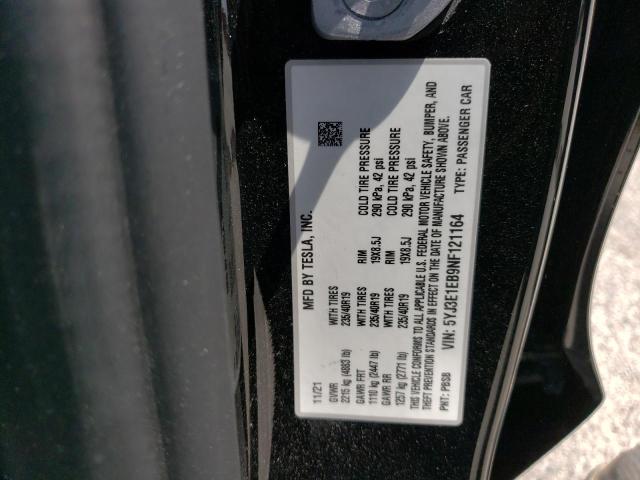 MFD BY TESLA, INC.
11/21
GVWR WITH TIRES RIM COLD TIRE PRESSURE
2215 kg (4883 lb) 235/40R19 19X8.5J 290 kPa, 42 psi
GAWR FRT WITH TIRES RIM COLD TIRE PRESSURE
1110 kg (2447 lb) 235/40R19 19X8.5J 290 kPa, 42 psi
GAWR RR
1257 kg (2771 lb)
THIS VEHICLE CONFORMS TO ALL APPLICABLE U.S. FEDERAL MOTOR VEHICLE SAFETY, BUMPER, AND
THEFT PREVENTION STANDARDS IN EFFECT ON THE DATE OF MANUFACTURE SHOWN ABOVE.
VIN: 5YJ3E1EB9NF121164
PNT: PBSB TYPE: PASSENGER CAR